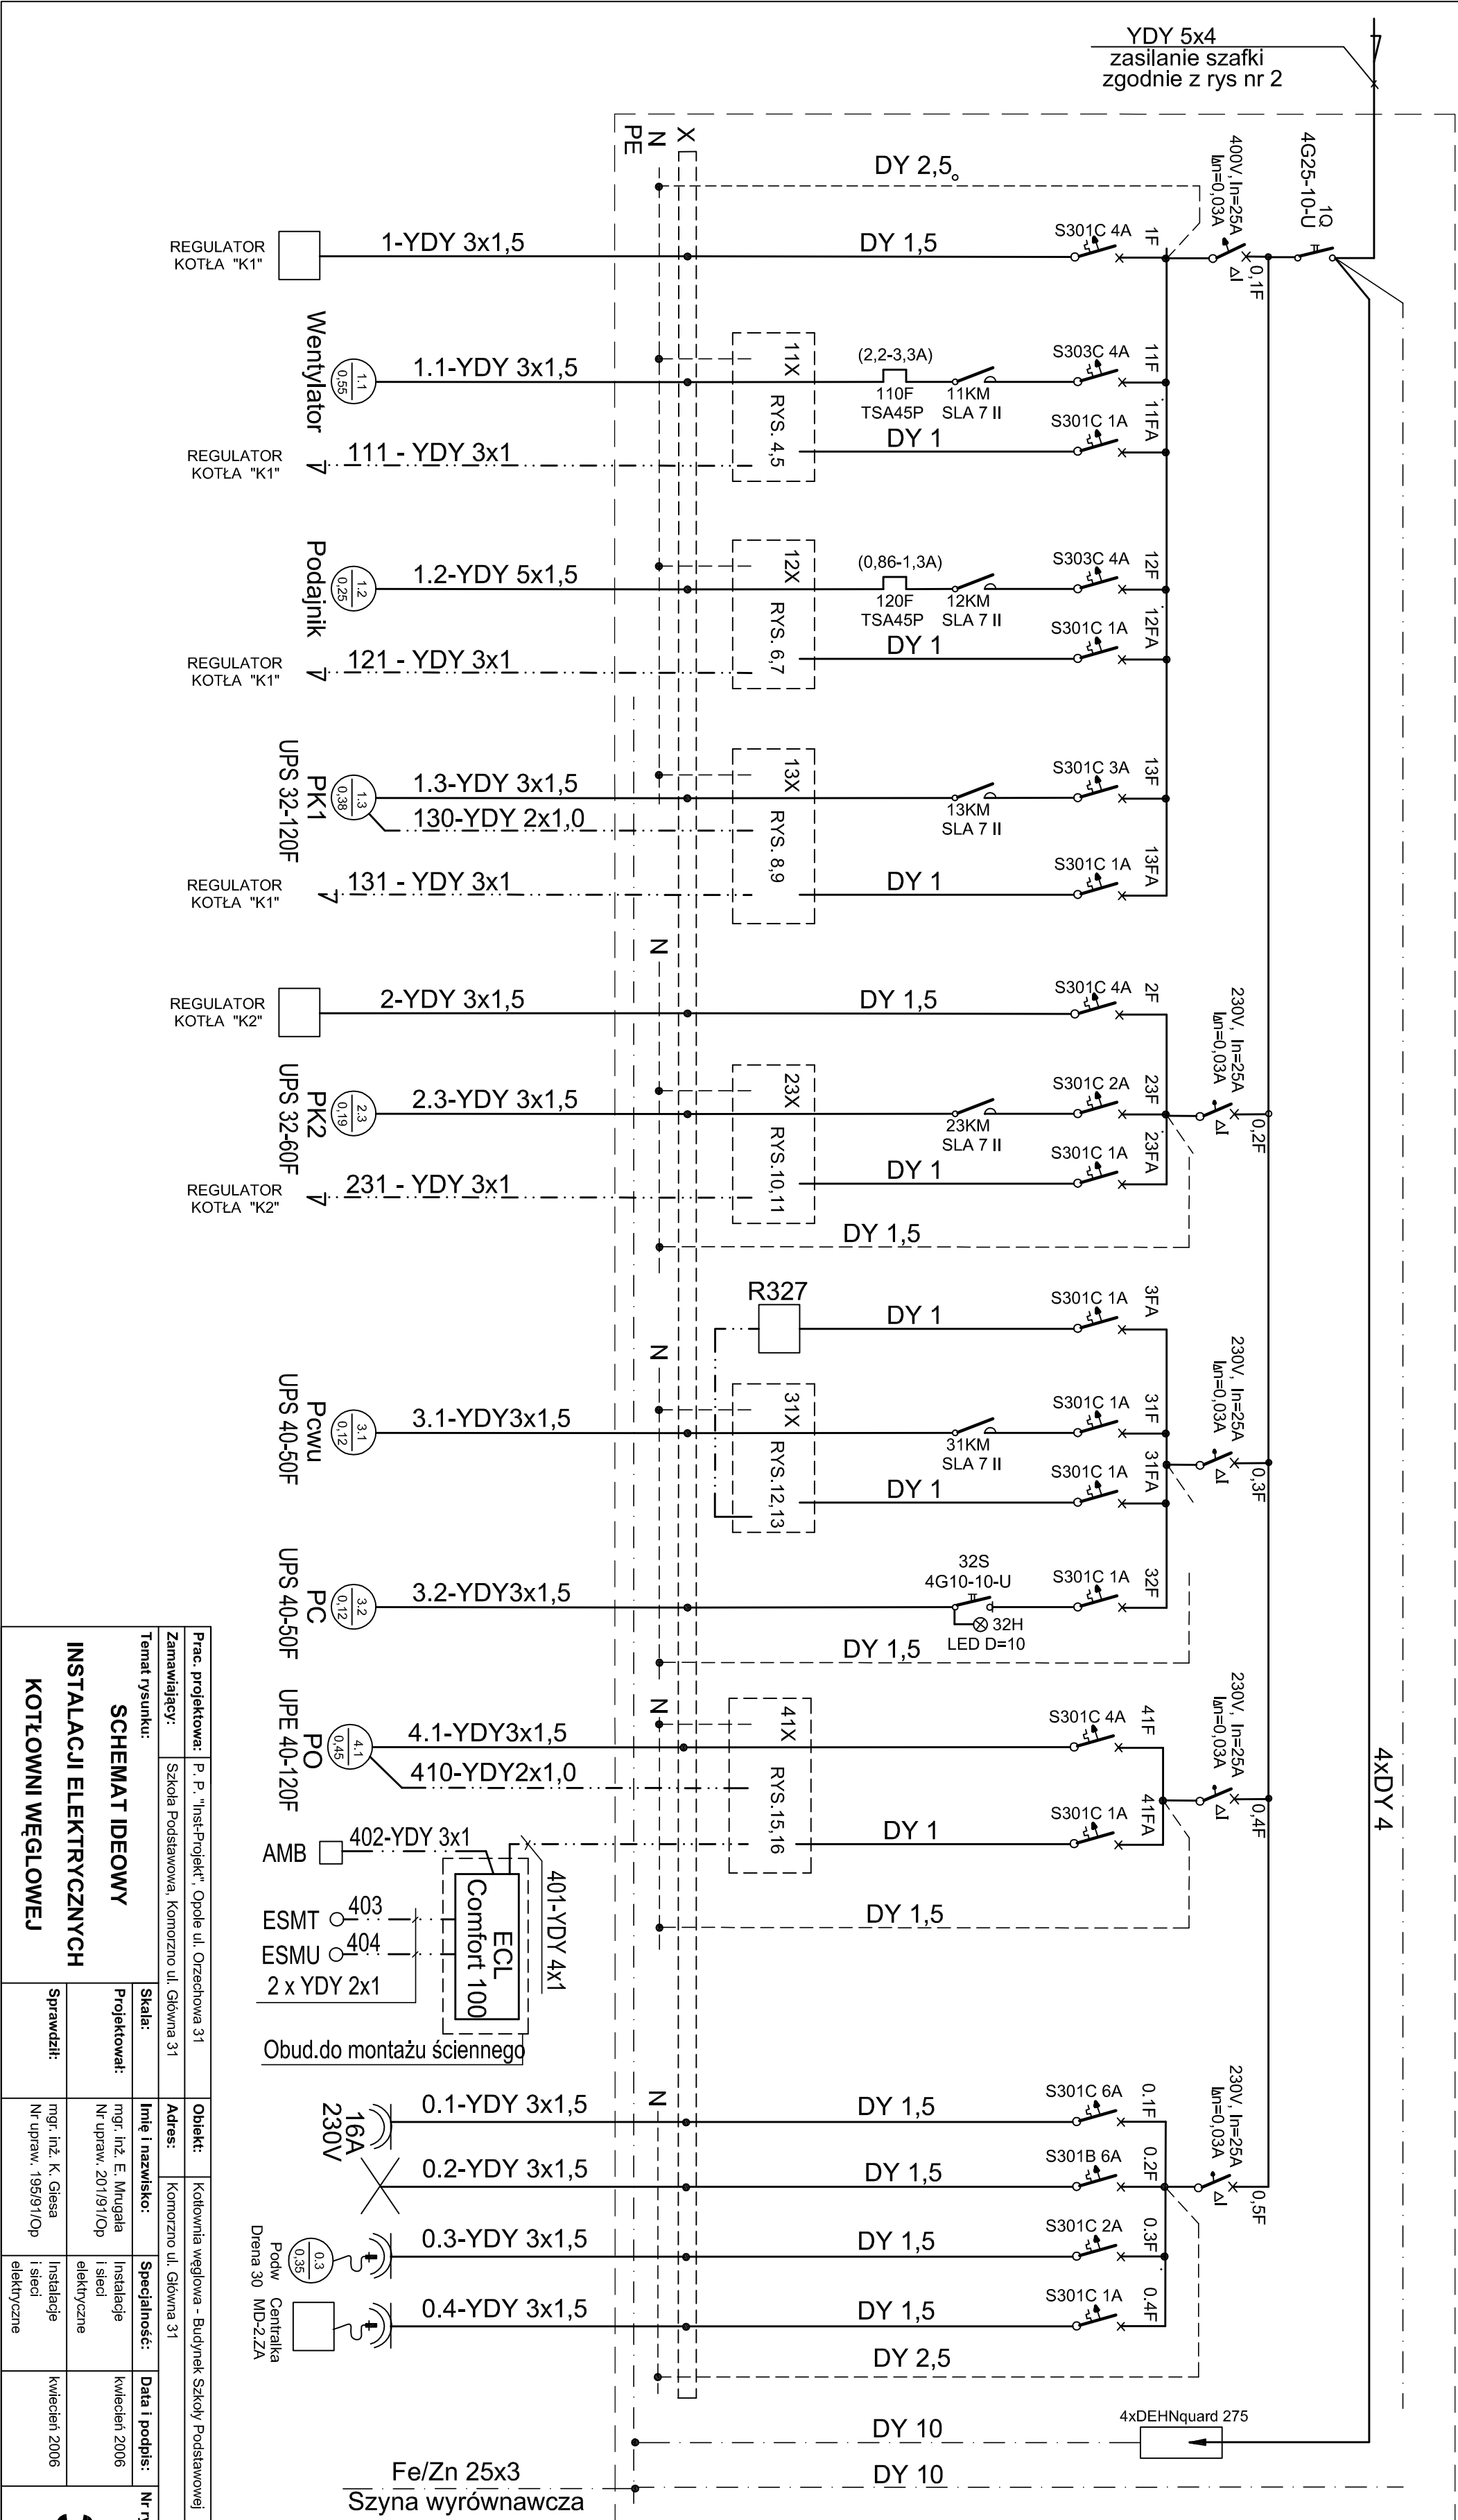 YDY 5x4
zasilanie szafki
zgodnie z rys nr 2
X
N
PE
DY 2,5
400V, In=25A
I∆n=0,03A
4G25-10-U
1Q
REGULATOR
KOTŁA "K1"
1-YDY 3x1,5
DY 1,5
S301C 4A
1F
∆I
0,1F
Wentylator
1.1
0,55
1.1-YDY 3x1,5
11X
RYS. 4,5
(2,2-3,3A)
110F
TSA45P
11KM
SLA 7 II
S303C 4A
11F
REGULATOR
KOTŁA "K1"
111 - YDY 3x1
DY 1
S301C 1A
11FA
Podajnik
1.2
0,25
1.2-YDY 5x1,5
12X
RYS. 6,7
(0,86-1,3A)
120F
TSA45P
12KM
SLA 7 II
S303C 4A
12F
REGULATOR
KOTŁA "K1"
121 - YDY 3x1
DY 1
S301C 1A
12FA
PK1
UPS 32-120F
1.3
0,38
1.3-YDY 3x1,5
130-YDY 2x1,0
13X
RYS. 8,9
13KM
SLA 7 II
S301C 3A
13F
REGULATOR
KOTŁA "K1"
131 - YDY 3x1
DY 1
S301C 1A
13FA
N
REGULATOR
KOTŁA "K2"
2-YDY 3x1,5
DY 1,5
S301C 4A
2F
230V, In=25A
I∆n=0,03A
PK2
UPS 32-60F
2.3
0,19
2.3-YDY 3x1,5
23X
RYS.10,11
23KM
SLA 7 II
S301C 2A
23F
∆I
0,2F
REGULATOR
KOTŁA "K2"
231 - YDY 3x1
DY 1
S301C 1A
23FA
DY 1,5
R327
DY 1
S301C 1A
3FA
N
230V, In=25A
I∆n=0,03A
Pcwu
UPS 40-50F
3.1
0,12
3.1-YDY3x1,5
31X
RYS.12,13
31KM
SLA 7 II
S301C 1A
31F
∆I
0,3F
DY 1
S301C 1A
31FA
PC
UPS 40-50F
3.2
0,12
3.2-YDY3x1,5
32S
4G10-10-U
32H
LED D=10
S301C 1A
32F
DY 1,5
N
230V, In=25A
I∆n=0,03A
4xDY 4
PO
UPE 40-120F
4.1
0,45
4.1-YDY3x1,5
410-YDY2x1,0
41X
RYS.15,16
S301C 4A
41F
∆I
0,4F
DY 1
S301C 1A
41FA
AMB
402-YDY 3x1
401-YDY 4x1
ECL
Comfort 100
ESMT
403
ESMU
404
2 x YDY 2x1
DY 1,5
Obud.do montażu ściennego
N
230V, In=25A
I∆n=0,03A
16A
230V
0.1-YDY 3x1,5
DY 1,5
S301C 6A
0.1F
0.2-YDY 3x1,5
DY 1,5
S301B 6A
0.2F
∆I
0,5F
Podw
Drena 30
0.3
0,35
0.3-YDY 3x1,5
DY 1,5
S301C 2A
0.3F
Centralka
MD-2.ZA
0.4-YDY 3x1,5
DY 1,5
S301C 1A
0.4F
DY 2,5
4xDEHNquard 275
DY 10
DY 10
Fe/Zn 25x3
Szyna wyrównawcza
Prac. projektowa:
P. P. "Inst-Projekt", Opole ul. Orzechowa 31
Obiekt:
Kotłownia węglowa - Budynek Szkoły Podstawowej
Zamawiający:
Szkoła Podstawowa, Komorzno ul. Główna 31
Adres:
Komorzno ul. Główna 31
Temat rysunku:
SCHEMAT IDEOWY
INSTALACJI ELEKTRYCZNYCH
KOTŁOWNI WĘGLOWEJ
Skala:
Imię i nazwisko:
Specjalność:
Data i podpis:
Projektował:
mgr. inż. E. Mrugała
Nr upraw. 201/91/Op
Instalacje
i sieci
elektryczne
kwiecień 2006
Sprawdził:
mgr. inż. K. Giesa
Nr upraw. 195/91/Op
Instalacje
i sieci
elektryczne
kwiecień 2006